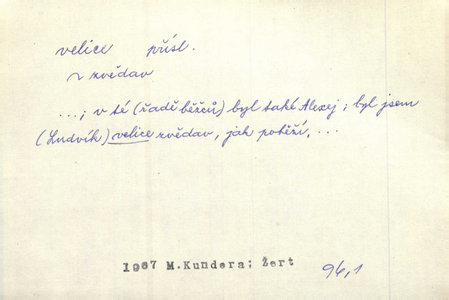 velice přísl.
~ zvědav
...; v té (řadě běžců) byl také Alexej; byl jsem
(Ludvík) velice zvědav, jak poběží, ...
1967 M.Kundera; Žert
96,1